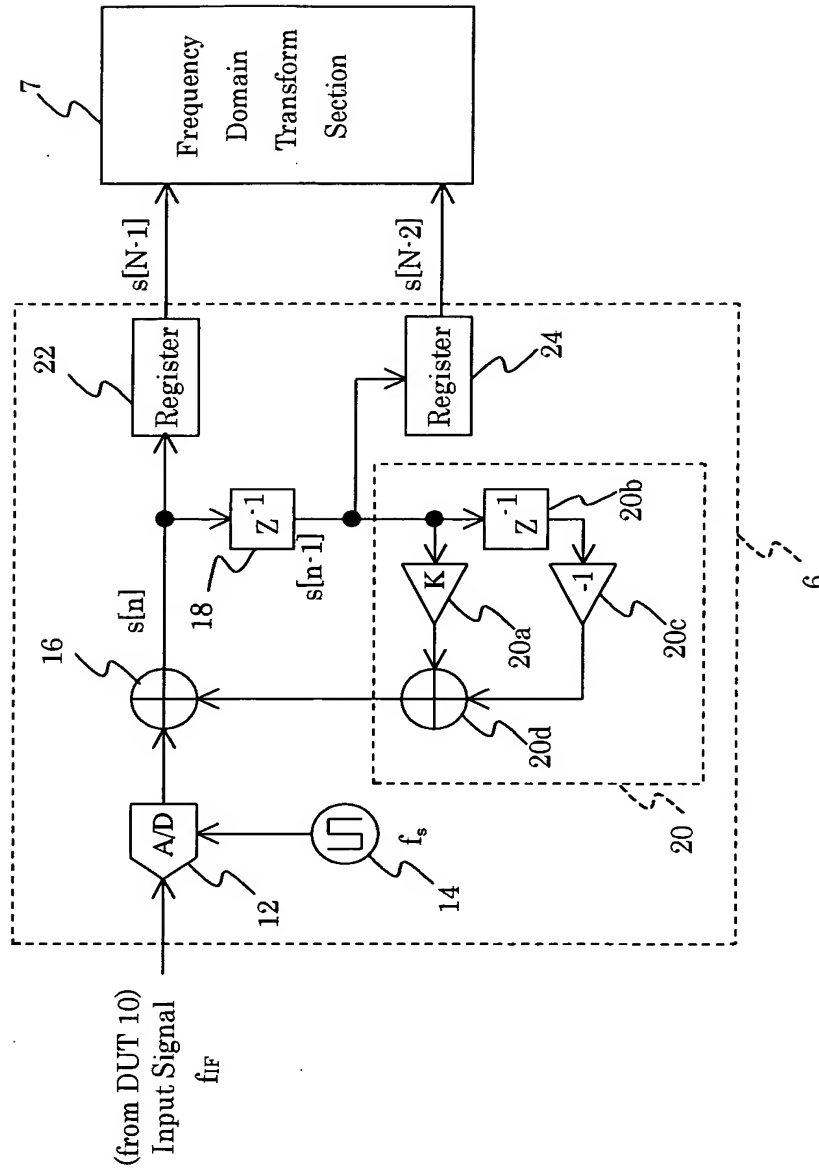 (from DUT 10)
Input Signal
fIF
A/D
12
14
fs
16
s[n]
18
Z-1
s[n-1]
22
Register
s[N-1]
24
Register
s[N-2]
7
Frequency
Domain
Transform
Section
K
20a
Z-1
20b
-1
20c
20d
20
6